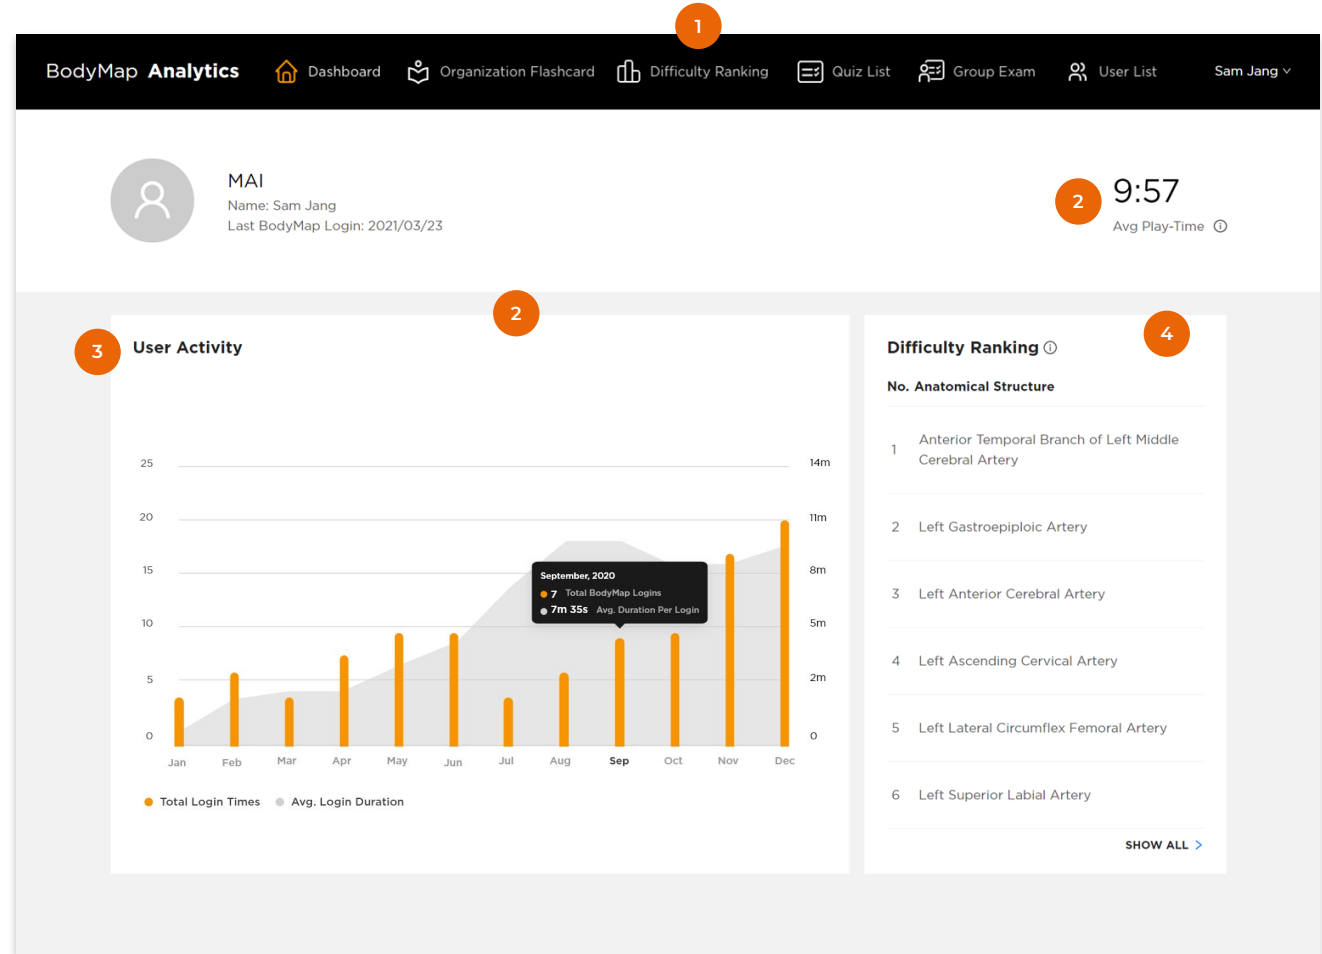 1
BodyMap Analytics
Dashboard
Organization Flashcard
Difficulty Ranking
Quiz List
Group Exam
User List
Sam Jang
MAI
Name: Sam Jang
Last BodyMap Login: 2021/03/23
2
9:57
Avg Play-Time
2
3
User Activity
25
20
15
10
5
0
14m
11m
8m
5m
2m
0
September, 2020
7 Total BodyMap Logins
7m 35s Avg. Duration Per Login
Jan Feb Mar Apr May Jun Jul Aug Sep Oct Nov Dec
Total Login Times Avg. Login Duration
4
Difficulty Ranking
No. Anatomical Structure
1 Anterior Temporal Branch of Left Middle
Cerebral Artery
2 Left Gastroepiploic Artery
3 Left Anterior Cerebral Artery
4 Left Ascending Cervical Artery
5 Left Lateral Circumflex Femoral Artery
6 Left Superior Labial Artery
SHOW ALL >